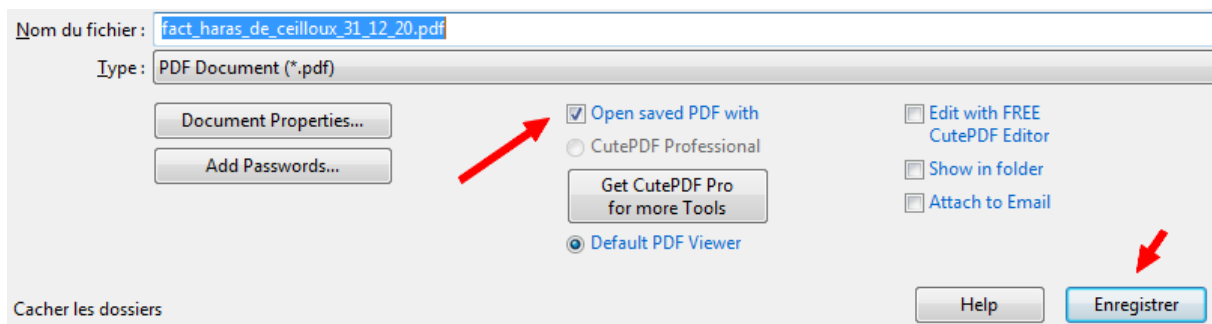 Nom du fichier : fact_haras_de_ceilloux_31_12_20.pdf
Type : PDF Document (*.pdf)
Document Properties...
Add Passwords...
Open saved PDF with
CutePDF Professional
Get CutePDF Pro
for more Tools
Default PDF Viewer
Edit with FREE
CutePDF Editor
Show in folder
Attach to Email
Cacher les dossiers
Help
Enregistrer